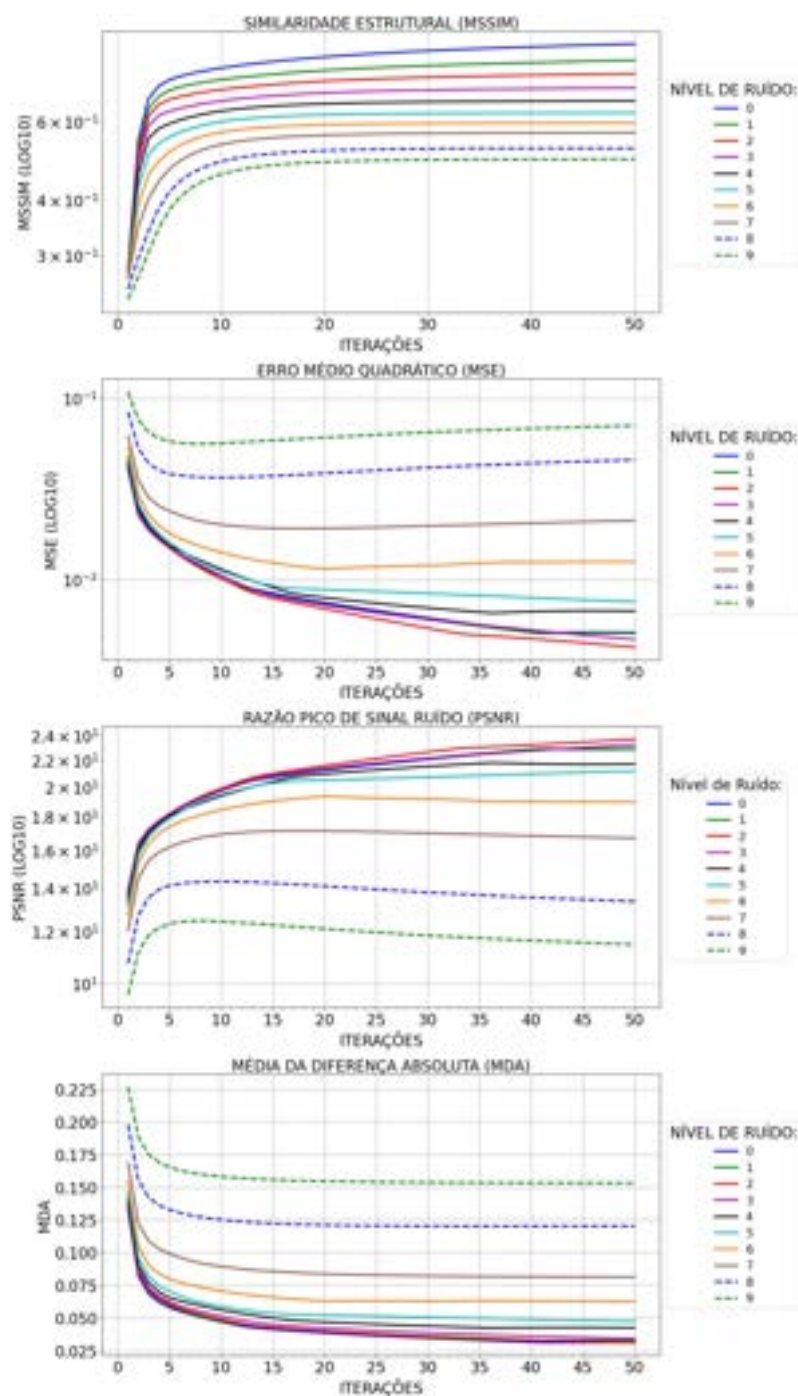 SIMILARIDADE ESTRUTURAL (MSSIM)
MSSIM (LOG10)
6 × 10⁻¹
4 × 10⁻¹
3 × 10⁻¹
0 10 20 30 40 50
ITERAÇÕES
NÍVEL DE RUÍDO:
0
1
2
3
4
5
6
7
8
9
ERRO MÉDIO QUADRÁTICO (MSE)
MSE (LOG10)
10⁻¹
10⁻²
0 5 10 15 20 25 30 35 40 45 50
ITERAÇÕES
NÍVEL DE RUÍDO:
0
1
2
3
4
5
6
7
8
9
RAZÃO PICO DE SINAL RUÍDO (PSNR)
PSNR (LOG10)
2.4 × 10¹
2.2 × 10¹
2 × 10¹
1.8 × 10¹
1.6 × 10¹
1.4 × 10¹
1.2 × 10¹
10¹
0 5 10 15 20 25 30 35 40 45 50
ITERAÇÕES
Nível de Ruído:
0
1
2
3
4
5
6
7
8
9
MÉDIA DA DIFERENÇA ABSOLUTA (MDA)
MDA
0.225
0.200
0.175
0.150
0.125
0.100
0.075
0.050
0.025
0 5 10 15 20 25 30 35 40 45 50
ITERAÇÕES
NÍVEL DE RUÍDO:
0
1
2
3
4
5
6
7
8
9